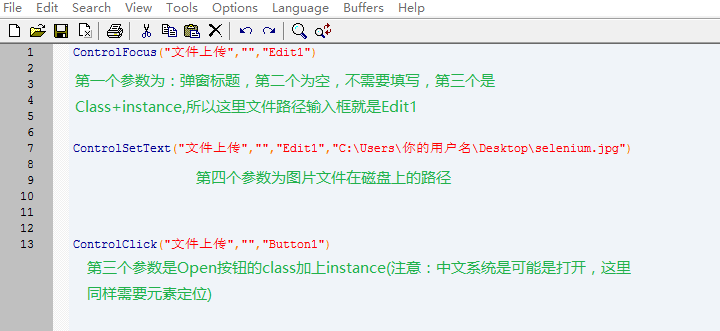 File Edit Search View Tools Options Language Buffers Help
1 ControlFocus("文件上传","","Edit1")
2
3 第一个参数为：弹窗标题，第二个为空，不需要填写，第三个是
4 Class+instance,所以这里文件路径输入框就是Edit1
5
6
7 ControlSetText("文件上传","","Edit1","C:\Users\你的用户名\Desktop\selenium.jpg")
8
9 第四个参数为图片文件在磁盘上的路径
10
11
12
13 ControlClick("文件上传","","Button1")
第三个参数是Open按钮的class加上instance(注意：中文系统是可能是打开，这里
同样需要元素定位)